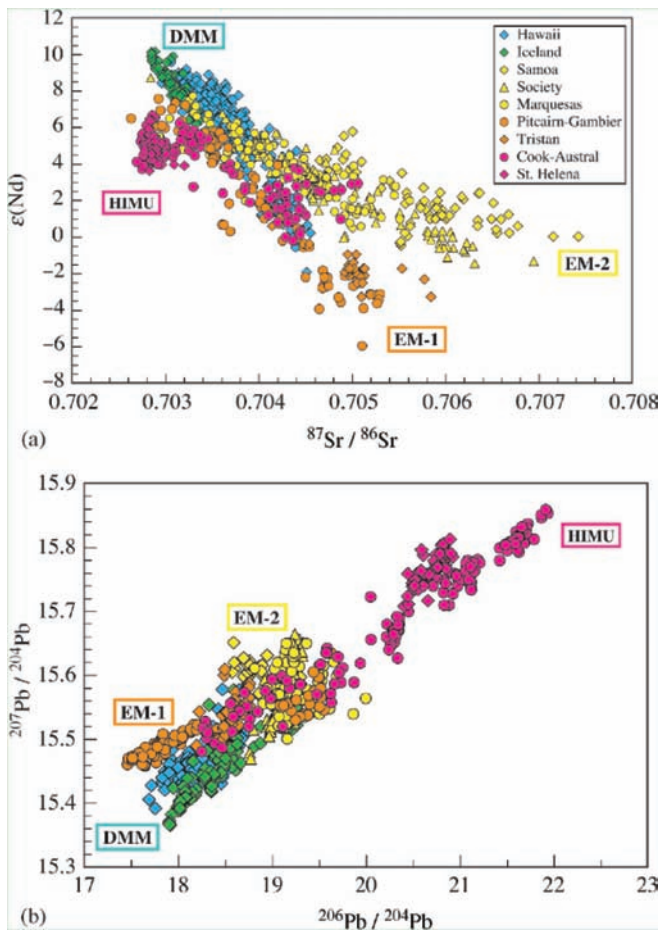 12
10
8
6
4
2
0
−2
−4
−6
−8
ε(Nd)
DMM
HIMU
EM-2
EM-1
Hawaii
Iceland
Samoa
Society
Marquesas
Pitcairn-Gambier
Tristan
Cook-Austral
St. Helena
0.702 0.703 0.704 0.705 0.706 0.707 0.708
(a)
⁸⁷Sr / ⁸⁶Sr
15.9
15.8
15.7
15.6
15.5
15.4
15.3
²⁰⁷Pb / ²⁰⁴Pb
HIMU
EM-2
EM-1
DMM
17 18 19 20 21 22 23
(b)
²⁰⁶Pb / ²⁰⁴Pb